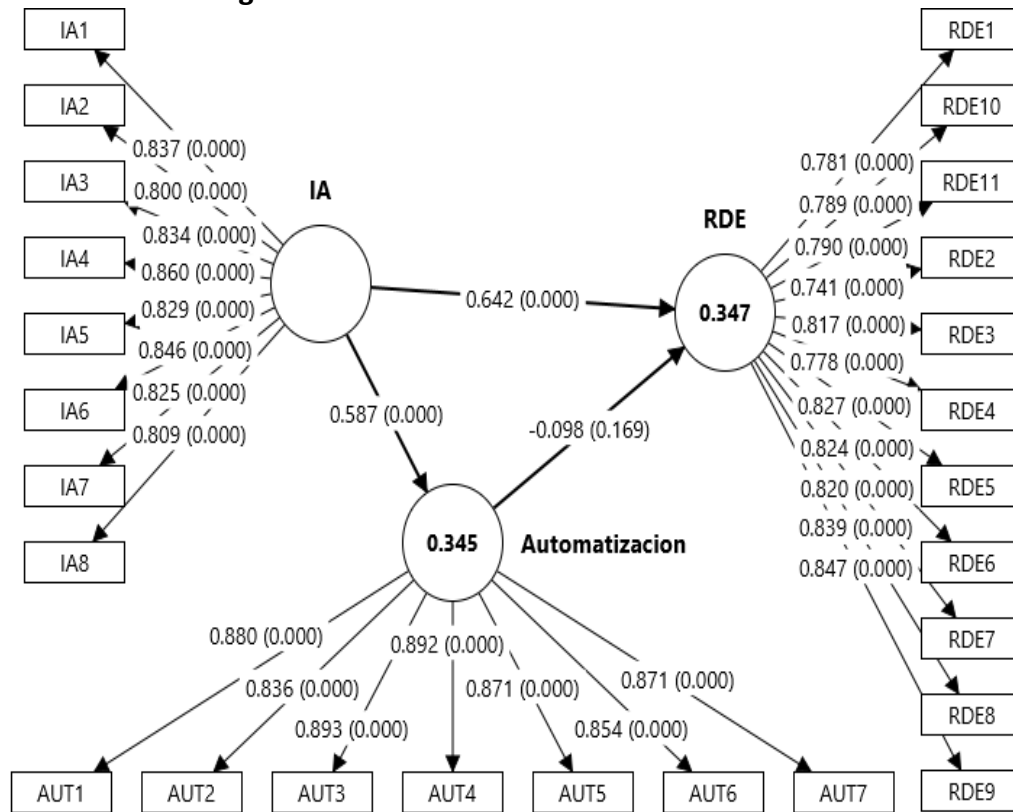 IA1
IA2
IA3
IA4
IA5
IA6
IA7
IA8
0.837 (0.000)
0.800 (0.000)
0.834 (0.000)
0.860 (0.000)
0.829 (0.000)
0.846 (0.000)
0.825 (0.000)
0.809 (0.000)
IA
0.642 (0.000)
0.587 (0.000)
-0.098 (0.169)
RDE
0.347
0.345
Automatizacion
0.781 (0.000)
0.789 (0.000)
0.790 (0.000)
0.741 (0.000)
0.817 (0.000)
0.778 (0.000)
0.827 (0.000)
0.824 (0.000)
0.820 (0.000)
0.839 (0.000)
0.847 (0.000)
RDE1
RDE10
RDE11
RDE2
RDE3
RDE4
RDE5
RDE6
RDE7
RDE8
RDE9
0.880 (0.000)
0.836 (0.000)
0.893 (0.000)
0.892 (0.000)
0.871 (0.000)
0.854 (0.000)
0.871 (0.000)
AUT1
AUT2
AUT3
AUT4
AUT5
AUT6
AUT7